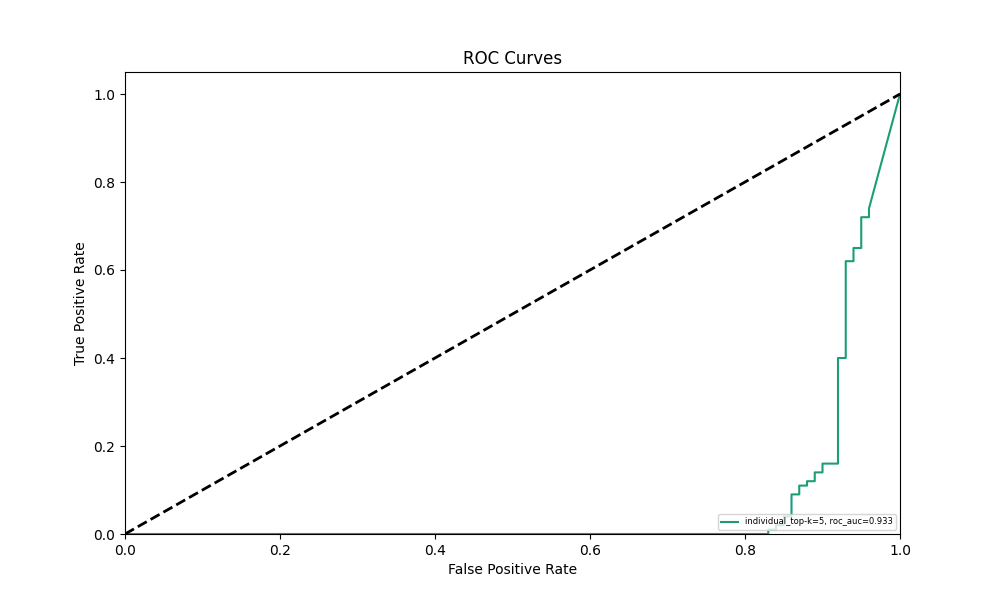 ROC Curves
True Positive Rate
1.0
0.8
0.6
0.4
0.2
0.0
individual_top-k=5, roc_auc=0.933
0.0 0.2 0.4 0.6 0.8 1.0
False Positive Rate